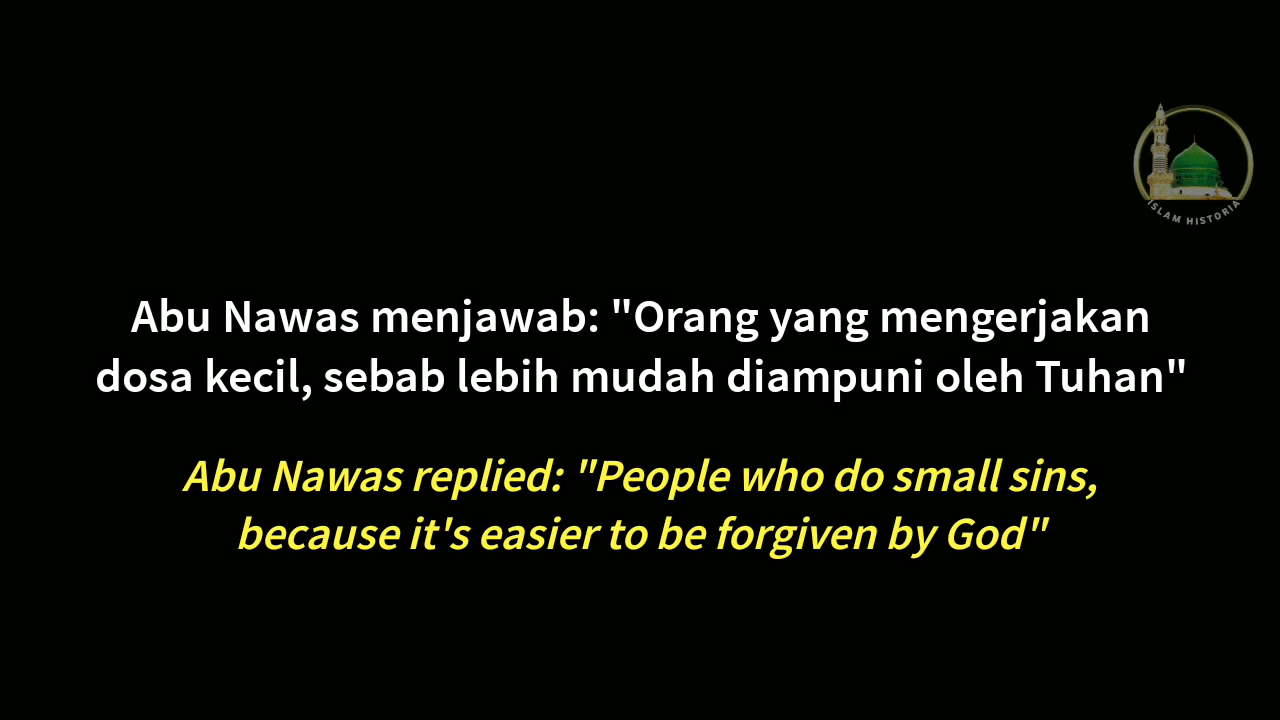 ISLAM HISTORIA
Abu Nawas menjawab: "Orang yang mengerjakan
dosa kecil, sebab lebih mudah diampuni oleh Tuhan"
Abu Nawas replied: "People who do small sins,
because it's easier to be forgiven by God"